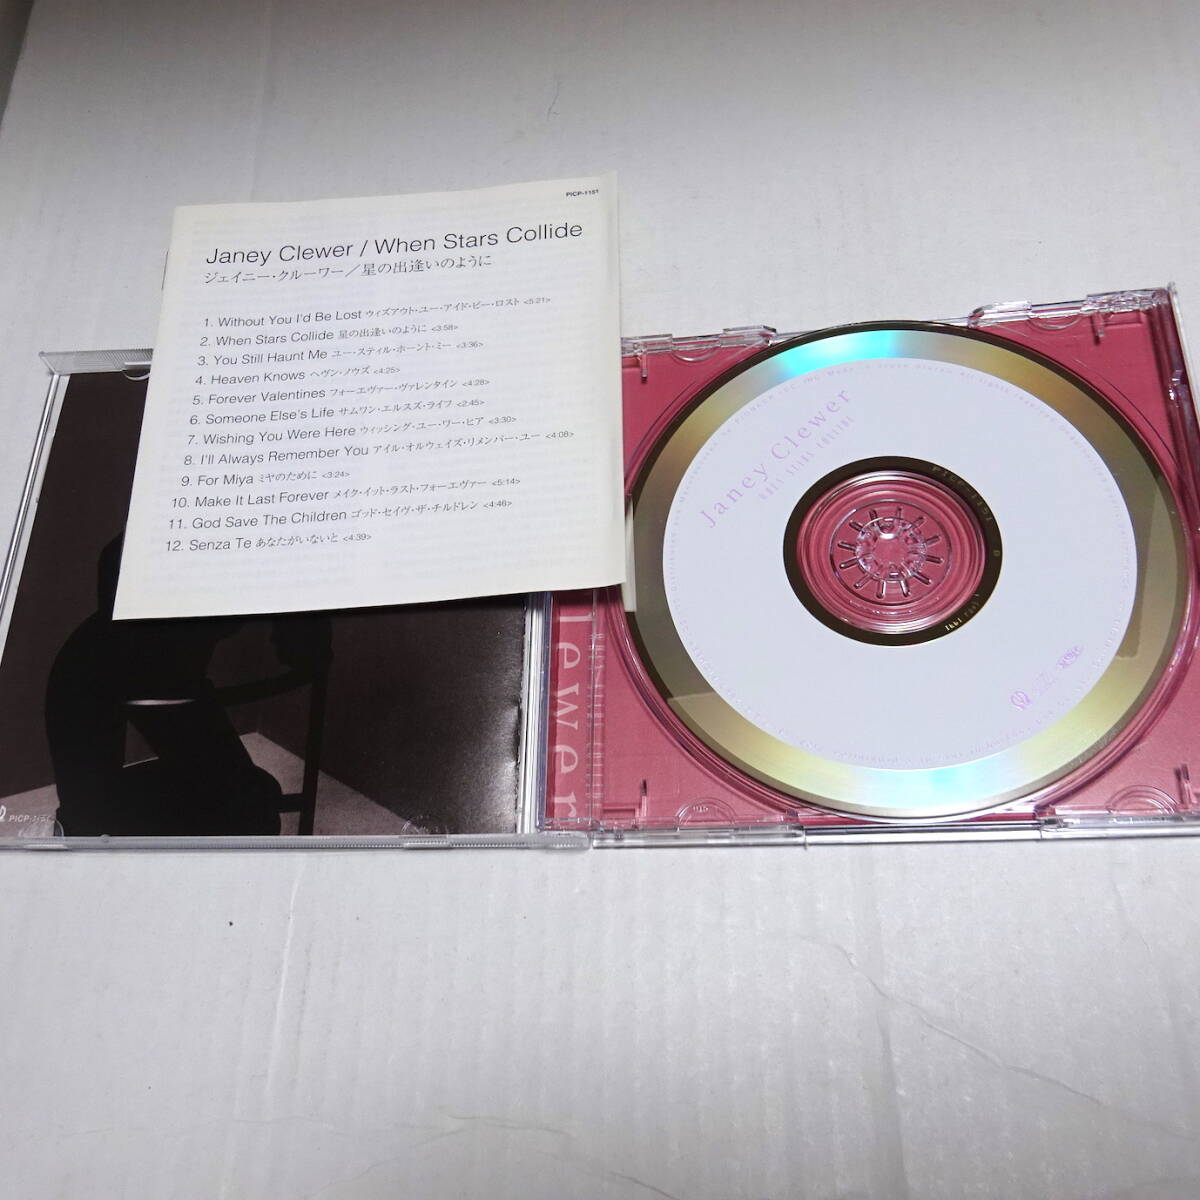 PICP-1151
Janey Clewer / When Stars Collide
ジェイニー・クルーワー／星の出逢いのように
1. Without You I'd Be Lost ウィズアウト・ユー・アイド・ビー・ロスト <5:21>
2. When Stars Collide 星の出逢いのように <3:58>
3. You Still Haunt Me ユー・スティル・ホーント・ミー <3:36>
4. Heaven Knows ヘヴン・ノウズ <4:25>
5. Forever Valentines フォーエヴァー・ヴァレンタイン <4:28>
6. Someone Else's Life サムワン・エルスズ・ライフ <2:45>
7. Wishing You Were Here ウィッシング・ユー・ワー・ヒア <3:30>
8. I'll Always Remember You アイル・オルウェイズ・リメンバー・ユー <4:08>
9. For Miya ミヤのために <3:24>
10. Make It Last Forever メイク・イット・ラスト・フォーエヴァー <5:14>
11. God Save The Children ゴッド・セイヴ・ザ・チルドレン <4:46>
12. Senza Te あなたがいないと <4:39>
Janey Clewer
WHEN STARS COLLIDE
PICP-1151
lewer